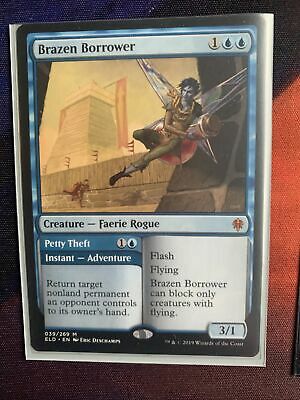 Brazen Borrower 1
Creature — Faerie Rogue
Petty Theft 1
Instant — Adventure
Return target
nonland permanent
an opponent controls
to its owner's hand.
Flash
Flying
Brazen Borrower can
block only creatures
with flying.
3/1
039/269 M
ELD • EN Eric Deschamps
™ & © 2019 Wizards of the Coast